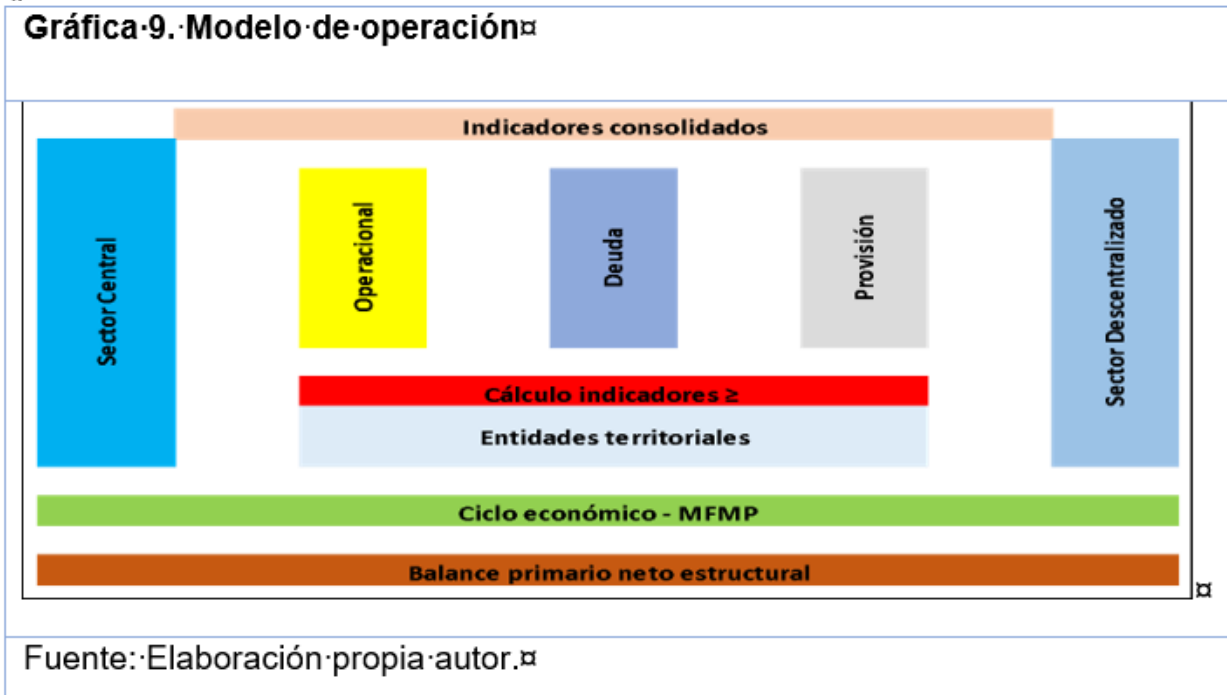 Gráfica·9.·Modelo·de·operación¤
Indicadores consolidados
Sector Central
Operacional
Deuda
Provisión
Sector Descentralizado
Cálculo indicadores ≥
Entidades territoriales
Ciclo económico - MFMP
Balance primario neto estructural
¤
Fuente:·Elaboración·propia·autor.¤